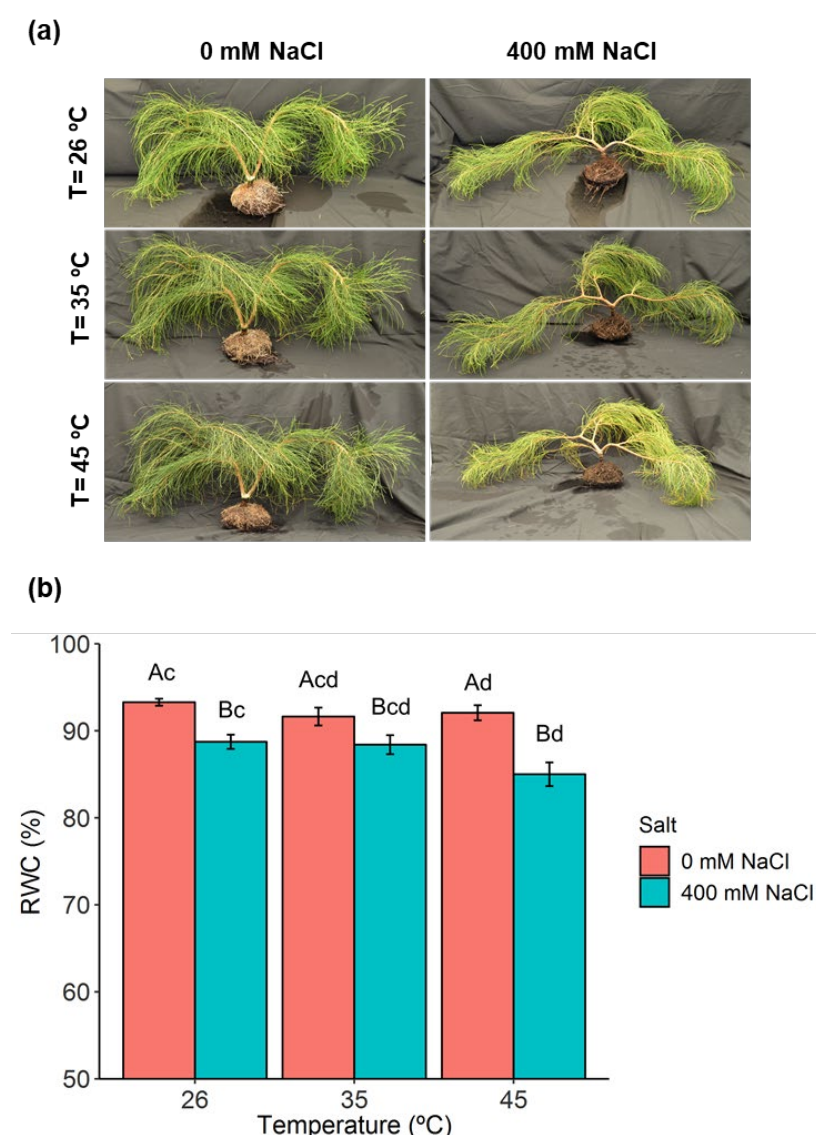 (a)
0 mM NaCl 400 mM NaCl
T= 26 ºC
T= 35 ºC
T= 45 ºC
(b)
RWC (%)
100
90
80
70
60
50
Ac
Bc
Acd
Bcd
Ad
Bd
26 35 45
Temperature (ºC)
Salt
0 mM NaCl
400 mM NaCl